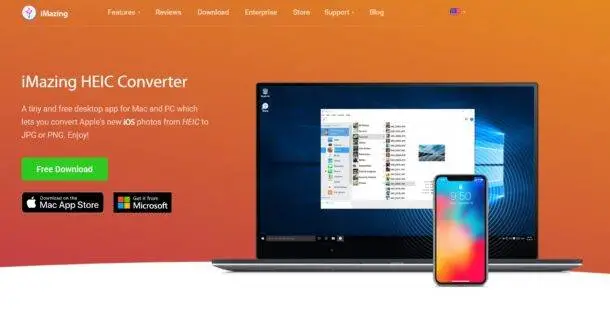 iMazing
Features
Reviews
Download
Enterprise
Store
Support
Blog
iMazing HEIC Converter
A tiny and free desktop app for Mac and PC which
lets you convert Apple's new iOS photos from HEIC to
JPG or PNG. Enjoy!
Free Download
Download on the
Mac App Store
Get it from
Microsoft
9:50